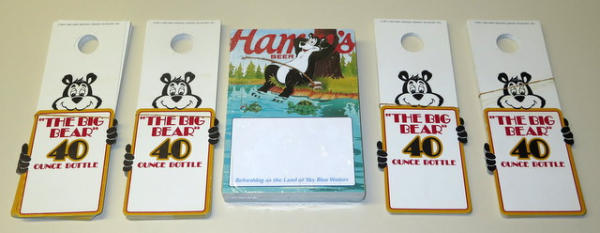 "THE BIG
BEAR"
40
OUNCE BOTTLE
"THE BIG
BEAR"
40
OUNCE BOTTLE
Hamm's
BEER
Refreshing as the Land of Sky Blue Waters
"THE BIG
BEAR"
40
OUNCE BOTTLE
"THE BIG
BEAR"
40
OUNCE BOTTLE